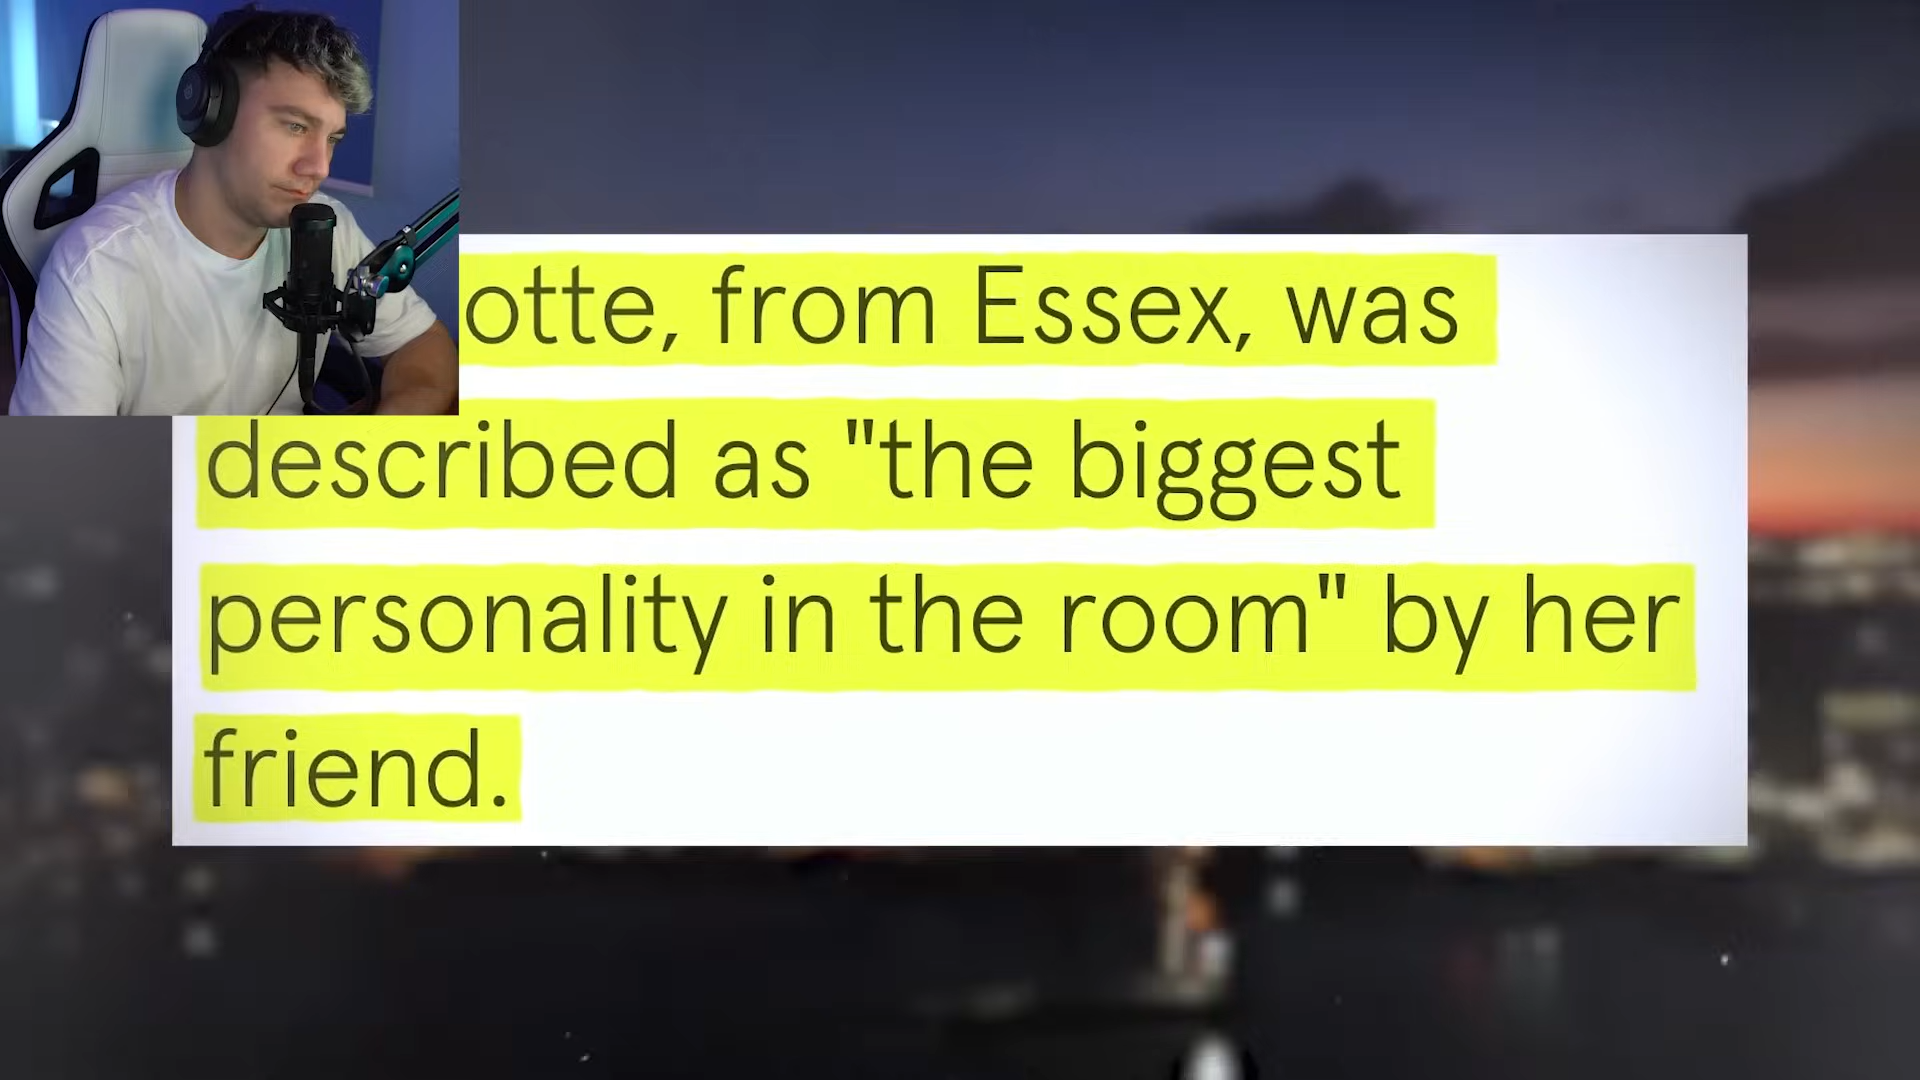 otte, from Essex, was
described as "the biggest
personality in the room" by her
friend.